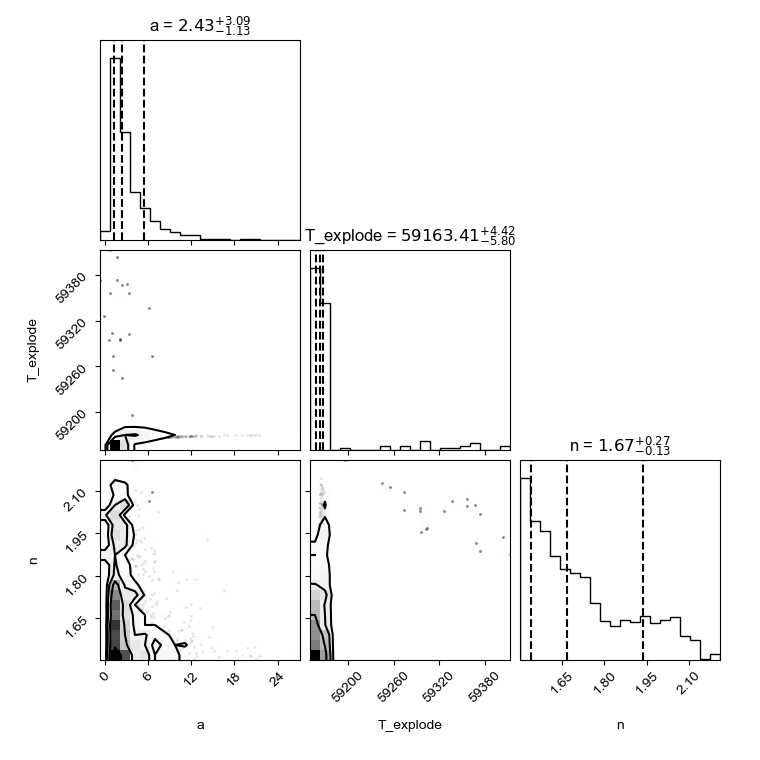 a = 2.43+3.09−1.13
T_explode = 59163.41+4.42−5.80
T_explode
59380
59320
59260
59200
n = 1.67+0.27−0.13
n
2.10
1.95
1.80
1.65
0
6
12
18
24
59200
59260
59320
59380
1.65
1.80
1.95
2.10
a
T_explode
n